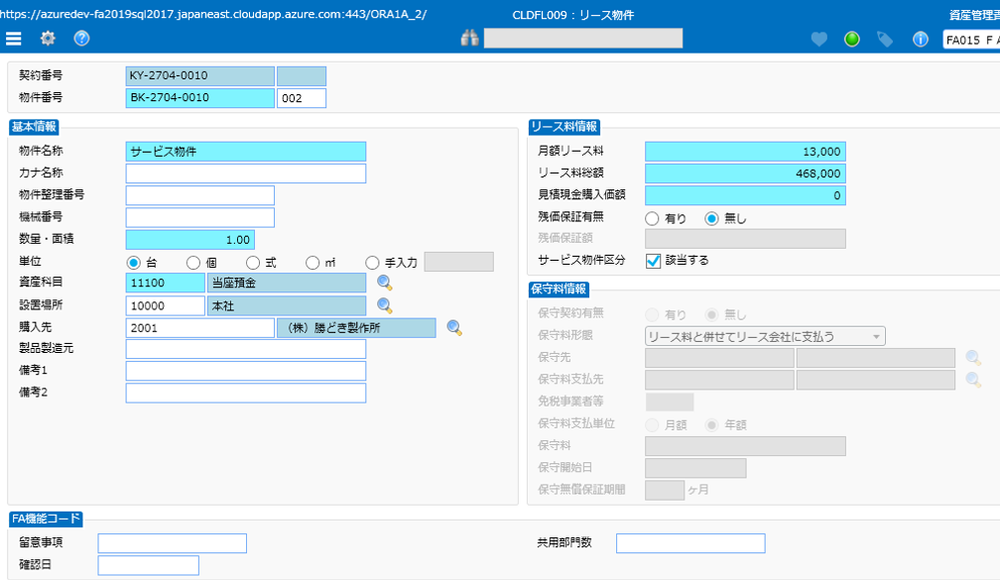 https://azuredev-fa2019sql2017.japaneast.cloudapp.azure.com:443/ORA1A_2/ CLDFL009：リース物件 資産管理責
FA015 F A
契約番号 KY-2704-0010
物件番号 BK-2704-0010 002
基本情報
物件名称 サービス物件
カナ名称
物件整理番号
機械番号
数量・面積 1.00
単位 台 個 式 ㎡ 手入力
資産科目 11100 当座預金
設置場所 10000 本社
購入先 2001 （株）勝どき製作所
製品製造元
備考1
備考2
リース料情報
月額リース料 13,000
リース料総額 468,000
見積現金購入価額 0
残価保証有無 有り 無し
残価保証額
サービス物件区分 該当する
保守料情報
保守契約有無 有り 無し
保守料形態 リース料と併せてリース会社に支払う
保守先
保守料支払先
免税事業者等
保守料支払単位 月額 年額
保守料
保守開始日
保守無償保証期間 ヶ月
FA機能コード
留意事項 共用部門数
確認日